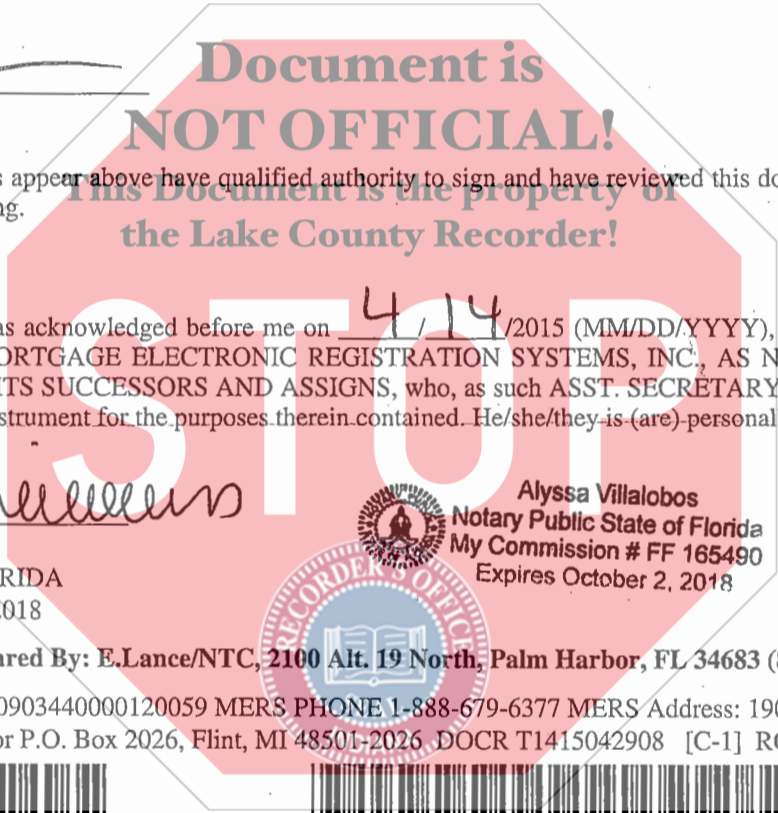 Document is
NOT OFFICIAL!
s appear above have qualified authority to sign and have reviewed this do
This Document is the property of
ng.
the Lake County Recorder!
as acknowledged before me on 4 / 14 /2015 (MM/DD/YYYY),
ORTGAGE ELECTRONIC REGISTRATION SYSTEMS, INC., AS N
ITS SUCCESSORS AND ASSIGNS, who, as such ASST. SECRETARY
strument for the purposes therein contained. He/she/they is (are) personal
STOP
Alyssa Villalobos
Notary Public State of Florida
My Commission # FF 165490
Expires October 2, 2018
RIDA
018
RECORDER'S OFFICE
ared By: E.Lance/NTC, 2100 Alt. 19 North, Palm Harbor, FL 34683 (
0903440000120059 MERS PHONE 1-888-679-6377 MERS Address: 190
or P.O. Box 2026, Flint, MI 48501-2026 DOCR T1415042908 [C-1] RO